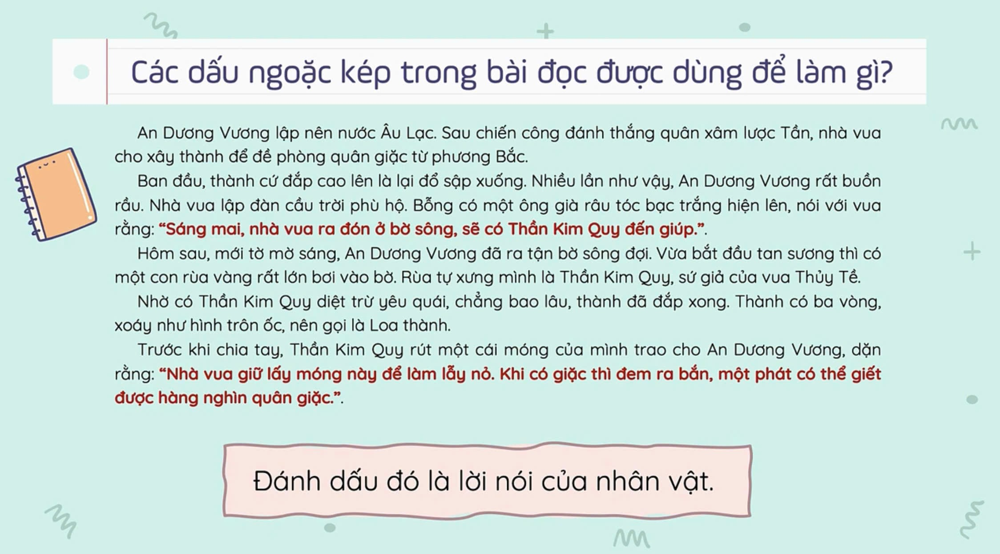 Các dấu ngoặc kép trong bài đọc được dùng để làm gì?
An Dương Vương lập nên nước Âu Lạc. Sau chiến công đánh thắng quân xâm lược Tần, nhà vua
cho xây thành để đề phòng quân giặc từ phương Bắc.
Ban đầu, thành cứ đắp cao lên là lại đổ sập xuống. Nhiều lần như vậy, An Dương Vương rất buồn
rầu. Nhà vua lập đàn cầu trời phù hộ. Bỗng có một ông già râu tóc bạc trắng hiện lên, nói với vua
rằng: “Sáng mai, nhà vua ra đón ở bờ sông, sẽ có Thần Kim Quy đến giúp.”.
Hôm sau, mới tờ mờ sáng, An Dương Vương đã ra tận bờ sông đợi. Vừa bắt đầu tan sương thì có
một con rùa vàng rất lớn bơi vào bờ. Rùa tự xưng mình là Thần Kim Quy, sứ giả của vua Thủy Tề.
Nhờ có Thần Kim Quy diệt trừ yêu quái, chẳng bao lâu, thành đã đắp xong. Thành có ba vòng,
xoáy như hình trôn ốc, nên gọi là Loa thành.
Trước khi chia tay, Thần Kim Quy rút một cái móng của mình trao cho An Dương Vương, dặn
rằng: “Nhà vua giữ lấy móng này để làm lẫy nỏ. Khi có giặc thì đem ra bắn, một phát có thể giết
được hàng nghìn quân giặc.”.
Đánh dấu đó là lời nói của nhân vật.